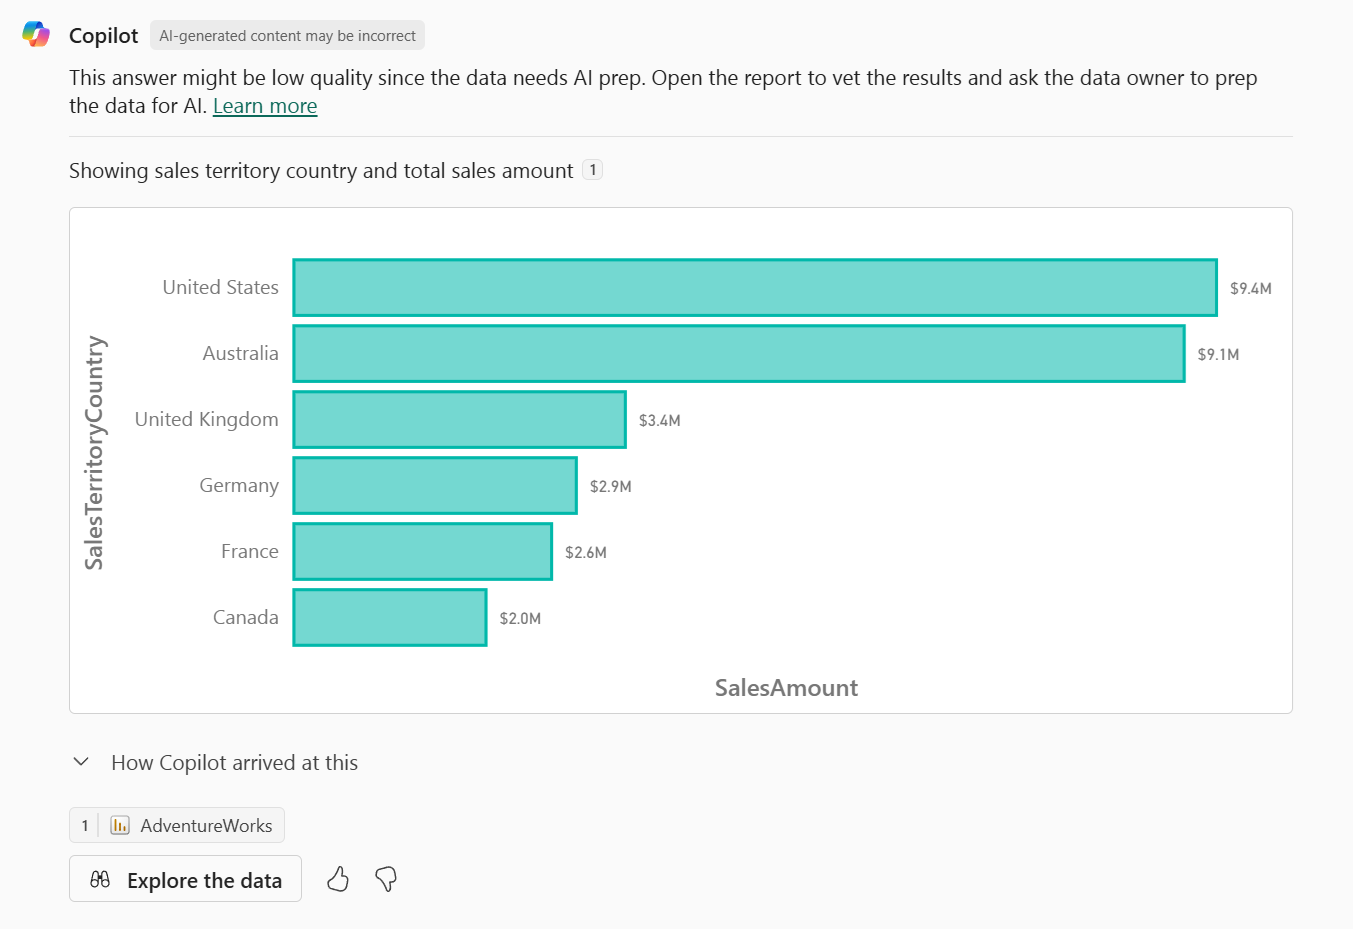 Copilot AI-generated content may be incorrect
This answer might be low quality since the data needs AI prep. Open the report to vet the results and ask the data owner to prep
the data for AI. Learn more
Showing sales territory country and total sales amount 1
SalesTerritoryCountry
United States $9.4M
Australia $9.1M
United Kingdom $3.4M
Germany $2.9M
France $2.6M
Canada $2.0M
SalesAmount
How Copilot arrived at this
1 AdventureWorks
Explore the data